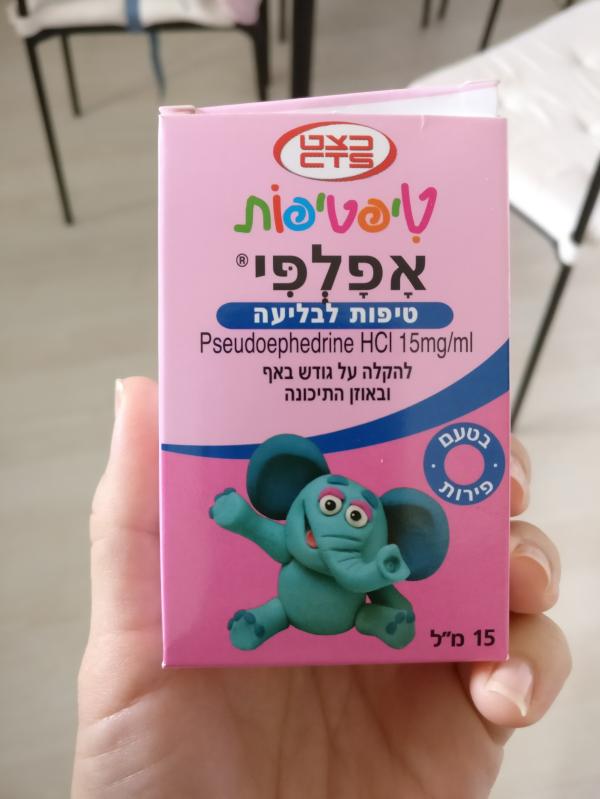 כצט
CTS
טיפטיפות
אָפָלְפִּי®
טיפות לבליעה
Pseudoephedrine HCl 15mg/ml
להקלה על גודש באף
ובאוזן התיכונה
בטעם
פירות
15 מ"ל